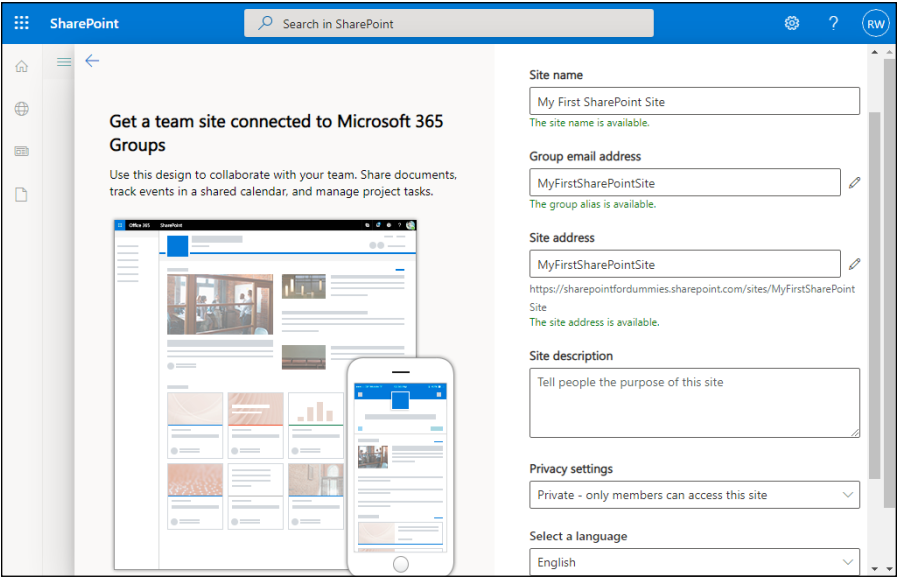 SharePoint
Search in SharePoint
?
RW
Get a team site connected to Microsoft 365
Groups
Use this design to collaborate with your team. Share documents,
track events in a shared calendar, and manage project tasks.
Office 365 SharePoint
?
Site name
My First SharePoint Site
The site name is available.
Group email address
MyFirstSharePointSite
The group alias is available.
Site address
MyFirstSharePointSite
https://sharepointfordummies.sharepoint.com/sites/MyFirstSharePoint
Site
The site address is available.
Site description
Tell people the purpose of this site
Privacy settings
Private - only members can access this site
Select a language
English